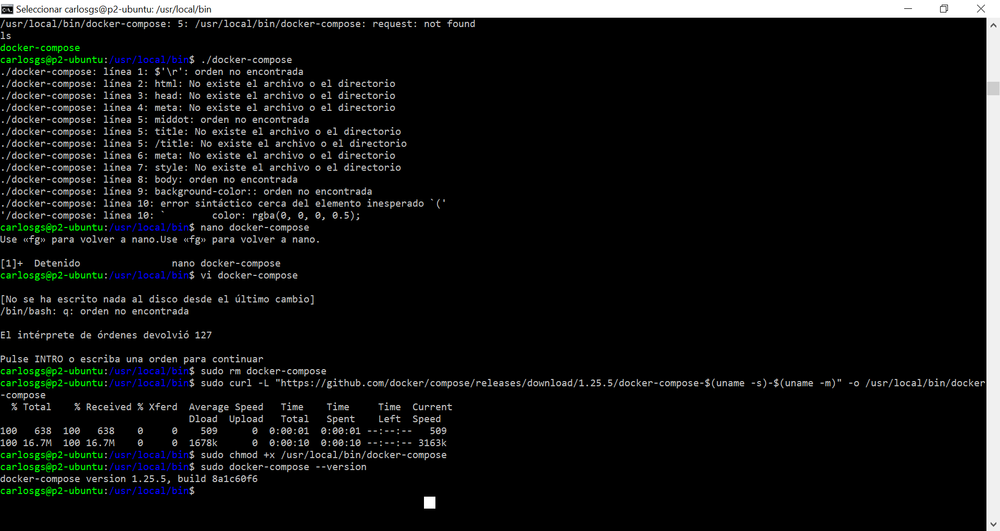 Seleccionar carlosgs@p2-ubuntu: /usr/local/bin
/usr/local/bin/docker-compose: 5: /usr/local/bin/docker-compose: request: not found
ls
docker-compose
carlosgs@p2-ubuntu:/usr/local/bin$ ./docker-compose
./docker-compose: línea 1: $'\r': orden no encontrada
./docker-compose: línea 2: html: No existe el archivo o el directorio
./docker-compose: línea 3: head: No existe el archivo o el directorio
./docker-compose: línea 4: meta: No existe el archivo o el directorio
./docker-compose: línea 5: middot: orden no encontrada
./docker-compose: línea 5: title: No existe el archivo o el directorio
./docker-compose: línea 5: /title: No existe el archivo o el directorio
./docker-compose: línea 6: meta: No existe el archivo o el directorio
./docker-compose: línea 7: style: No existe el archivo o el directorio
./docker-compose: línea 8: body: orden no encontrada
./docker-compose: línea 9: background-color:: orden no encontrada
./docker-compose: línea 10: error sintáctico cerca del elemento inesperado `('
'/docker-compose: línea 10: `        color: rgba(0, 0, 0, 0.5);
carlosgs@p2-ubuntu:/usr/local/bin$ nano docker-compose
Use «fg» para volver a nano.Use «fg» para volver a nano.
[1]+  Detenido                nano docker-compose
carlosgs@p2-ubuntu:/usr/local/bin$ vi docker-compose
[No se ha escrito nada al disco desde el último cambio]
/bin/bash: q: orden no encontrada
El intérprete de órdenes devolvió 127
Pulse INTRO o escriba una orden para continuar
carlosgs@p2-ubuntu:/usr/local/bin$ sudo rm docker-compose
carlosgs@p2-ubuntu:/usr/local/bin$ sudo curl -L "https://github.com/docker/compose/releases/download/1.25.5/docker-compose-$(uname -s)-$(uname -m)" -o /usr/local/bin/docker
-compose
  % Total    % Received % Xferd  Average Speed   Time    Time     Time  Current
                                 Dload  Upload   Total   Spent    Left  Speed
100   638  100   638    0     0    509      0  0:00:01  0:00:01 --:--:--   509
100 16.7M  100 16.7M    0     0  1678k      0  0:00:10  0:00:10 --:--:-- 3163k
carlosgs@p2-ubuntu:/usr/local/bin$ sudo chmod +x /usr/local/bin/docker-compose
carlosgs@p2-ubuntu:/usr/local/bin$ sudo docker-compose --version
docker-compose version 1.25.5, build 8a1c60f6
carlosgs@p2-ubuntu:/usr/local/bin$